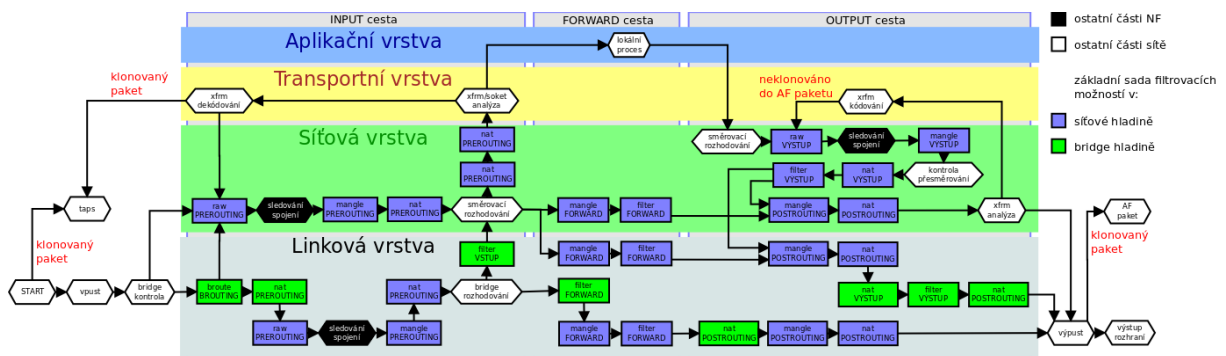 INPUT cesta
FORWARD cesta
OUTPUT cesta
Aplikační vrstva
lokální
proces
ostatní části NF
ostatní části sítě
klonovaný
paket
Transportní vrstva
xfrm
dekódování
xfrm/soket
analýza
neklonováno
do AF paketu
xrfm
kódování
základní sada filtrovacích
možností v:
síťové hladině
bridge hladině
Síťová vrstva
nat
PREROUTING
nat
PREROUTING
směrovací
rozhodování
raw
VÝSTUP
sledování
spojení
mangle
VÝSTUP
filter
VÝSTUP
nat
VÝSTUP
kontrola
přesměrování
taps
raw
PREROUTING
sledování
spojení
mangle
PREROUTING
nat
PREROUTING
směrovací
rozhodování
mangle
FORWARD
filter
FORWARD
mangle
POSTROUTING
nat
POSTROUTING
xfrm
analýza
AF
paket
klonovaný
paket
klonovaný
paket
Linková vrstva
filter
VSTUP
mangle
FORWARD
filter
FORWARD
mangle
POSTROUTING
nat
POSTROUTING
START
vpust
bridge
kontrola
broute
BROUTING
nat
PREROUTING
nat
PREROUTING
bridge
rozhodování
filter
FORWARD
nat
VÝSTUP
filter
VÝSTUP
nat
POSTROUTING
raw
PREROUTING
sledování
spojení
mangle
PREROUTING
mangle
FORWARD
filter
FORWARD
nat
POSTROUTING
mangle
POSTROUTING
nat
POSTROUTING
výpust
výstup
rozhraní